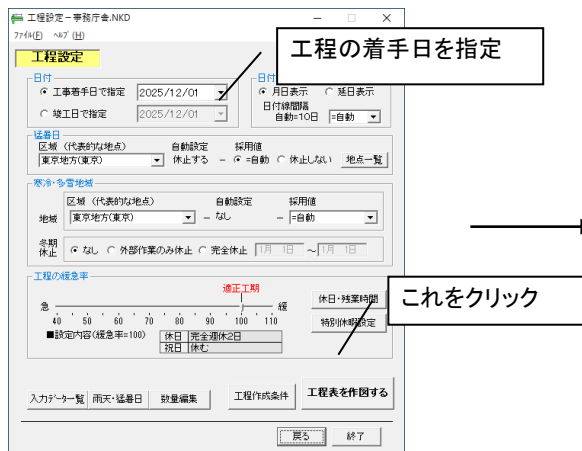 工程設定－事務庁舎.NKD
ﾌｧｲﾙ(F) ﾍﾙﾌﾟ(H)
工程設定
工程の着手日を指定
日付
工事着手日で指定 2025/12/01
竣工日で指定 2025/12/01
月日表示 延日表示
日付線間隔
自動=10日 =自動
猛暑日
区域（代表的な地点） 自動設定 採用値
東京地方(東京) 休止する － =自動 休止しない 地点一覧
寒冷・多雪地域
区域（代表的な地点） 自動設定 採用値
地域 東京地方(東京) － なし － =自動
冬期休止 なし 外部作業のみ休止 完全休止 1月 1日 ～ 1月 1日
工程の緩急率
適正工期
急 緩
40 50 60 70 80 90 100 110
■設定内容(緩急率=100) 休日 完全週休2日
祝日 休む
休日・残業時間
特別休暇設定
これをクリック
入力ﾃﾞｰﾀ一覧 雨天・猛暑日 数量編集 工程作成条件 工程表を作図する
戻る 終了